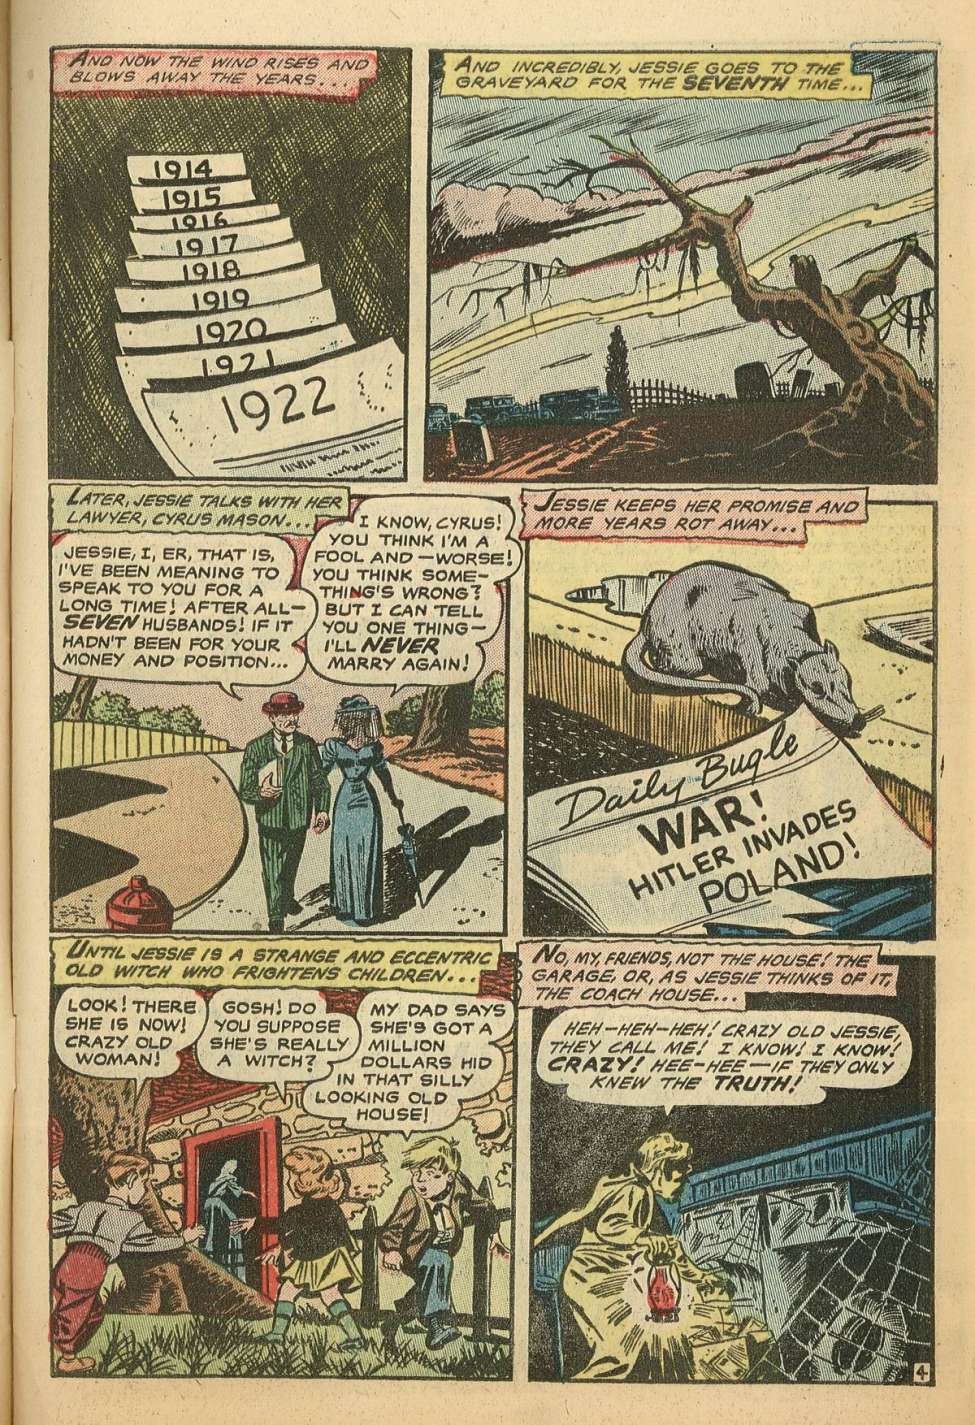 AND NOW THE WIND RISES AND
BLOWS AWAY THE YEARS...
1914
1915
1916
1917
1918
1919
1920
1921
1922
AND INCREDIBLY, JESSIE GOES TO THE
GRAVEYARD FOR THE SEVENTH TIME...
LATER, JESSIE TALKS WITH HER
LAWYER, CYRUS MASON...
JESSIE, I, ER, THAT IS,
I'VE BEEN MEANING TO
SPEAK TO YOU FOR A
LONG TIME! AFTER ALL—
SEVEN HUSBANDS! IF IT
HADN'T BEEN FOR YOUR
MONEY AND POSITION...
I KNOW, CYRUS!
YOU THINK I'M A
FOOL AND—WORSE!
YOU THINK SOME-
THING'S WRONG?
BUT I CAN TELL
YOU ONE THING—
I'LL NEVER
MARRY AGAIN!
JESSIE KEEPS HER PROMISE AND
MORE YEARS ROT AWAY...
Daily Bugle
WAR!
HITLER INVADES
POLAND!
UNTIL JESSIE IS A STRANGE AND ECCENTRIC
OLD WITCH WHO FRIGHTENS CHILDREN...
LOOK! THERE
SHE IS NOW!
CRAZY OLD
WOMAN!
GOSH! DO
YOU SUPPOSE
SHE'S REALLY
A WITCH?
MY DAD SAYS
SHE'S GOT A
MILLION
DOLLARS HID
IN THAT SILLY
LOOKING OLD
HOUSE!
NO, MY, FRIENDS, NOT THE HOUSE! THE
GARAGE, OR, AS JESSIE THINKS OF IT,
THE COACH HOUSE...
HEH-HEH-HEH! CRAZY OLD JESSIE,
THEY CALL ME! I KNOW! I KNOW!
CRAZY! HEE-HEE—IF THEY ONLY
KNEW THE TRUTH!
4